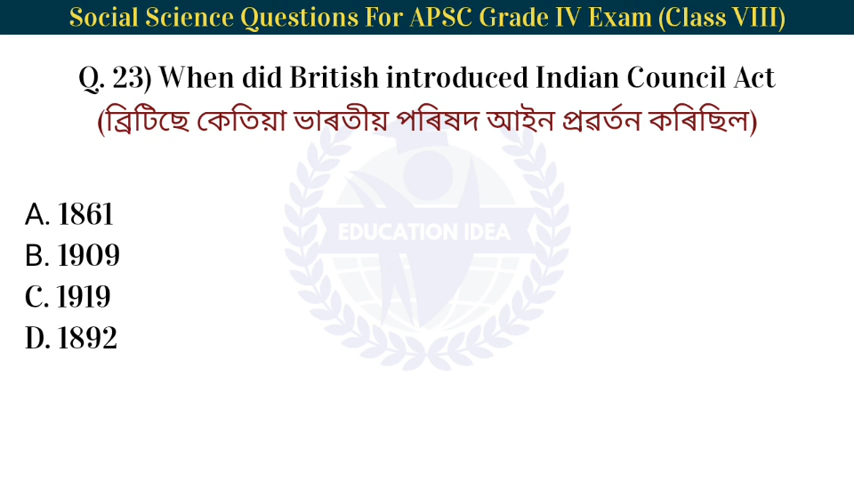 Social Science Questions For APSC Grade IV Exam (Class VIII)
Q. 23) When did British introduced Indian Council Act
(ব্ৰিটিছে কেতিয়া ভাৰতীয় পৰিষদ আইন প্ৰৱৰ্তন কৰিছিল)
EDUCATION IDEA
A. 1861
B. 1909
C. 1919
D. 1892